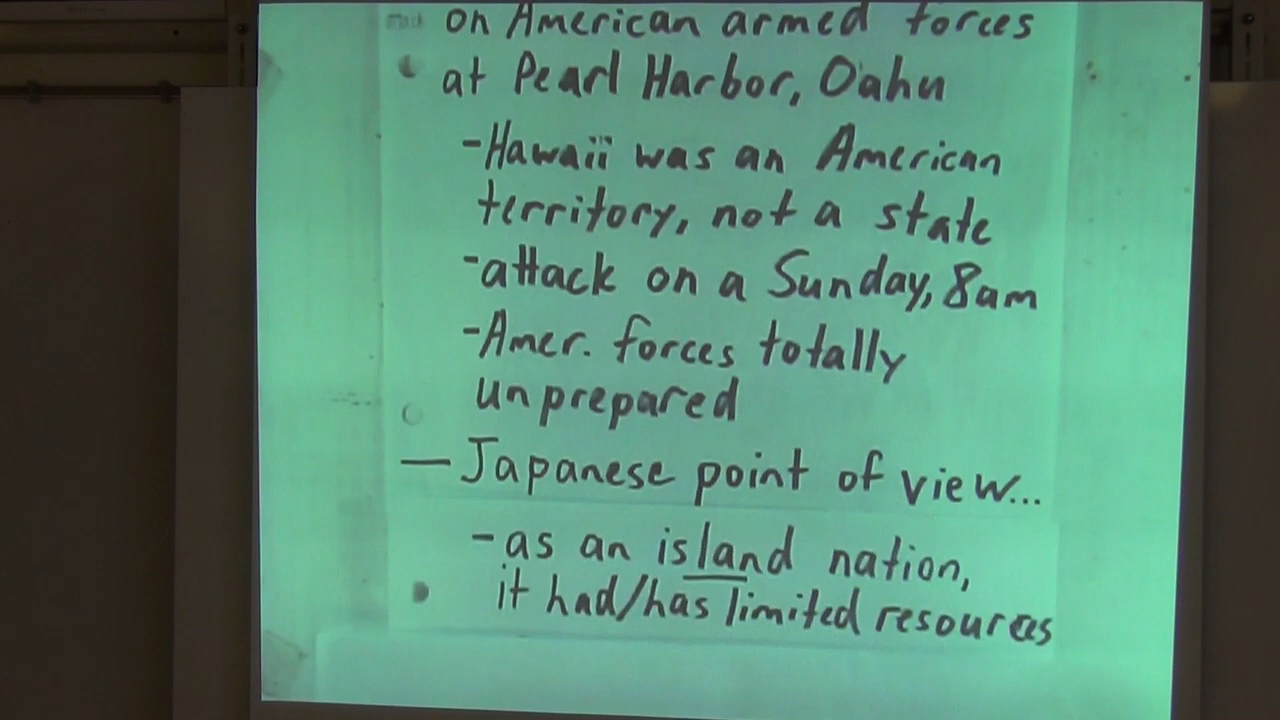 on American armed forces
at Pearl Harbor, Oahu
-Hawaii was an American
territory, not a state
-attack on a Sunday, 8am
-Amer. forces totally
unprepared
— Japanese point of view...
-as an island nation,
it had/has limited resources